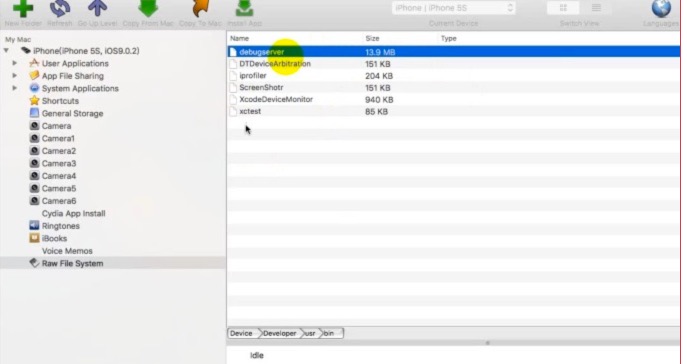 New Folder Refresh Go Up Level Copy From Mac Copy To Mac Install App
iPhone | iPhone 5S
Current Device
Switch View
Languages
My Mac
iPhone(iPhone 5S, iOS9.0.2)
User Applications
App File Sharing
System Applications
Shortcuts
General Storage
Camera
Camera1
Camera2
Camera3
Camera4
Camera5
Camera6
Cydia App Install
Ringtones
iBooks
Voice Memos
Raw File System
Name Size Type
debugserver 13.9 MB
DTDeviceArbitration 151 KB
iprofiler 204 KB
ScreenShotr 151 KB
XcodeDeviceMonitor 940 KB
xctest 85 KB
Device Developer usr bin
Idle